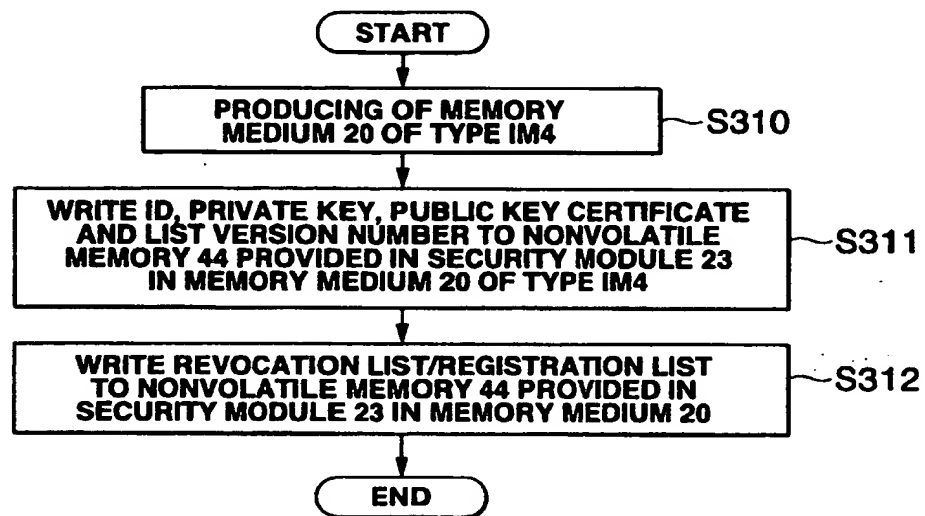 START
PRODUCING OF MEMORY
MEDIUM 20 OF TYPE IM4
S310
WRITE ID, PRIVATE KEY, PUBLIC KEY CERTIFICATE
AND LIST VERSION NUMBER TO NONVOLATILE
MEMORY 44 PROVIDED IN SECURITY MODULE 23
IN MEMORY MEDIUM 20 OF TYPE IM4
S311
WRITE REVOCATION LIST/REGISTRATION LIST
TO NONVOLATILE MEMORY 44 PROVIDED IN
SECURITY MODULE 23 IN MEMORY MEDIUM 20
S312
END